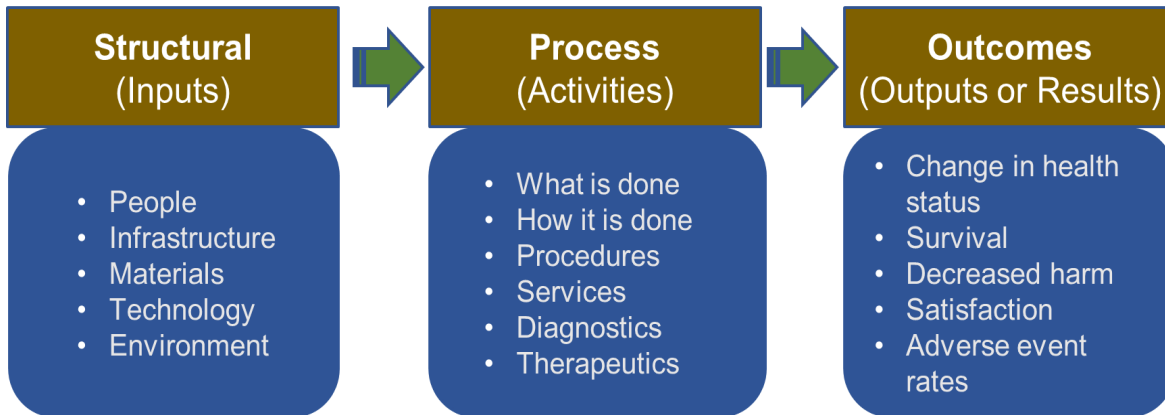 Structural
(Inputs)
Process
(Activities)
Outcomes
(Outputs or Results)
• People
• Infrastructure
• Materials
• Technology
• Environment
• What is done
• How it is done
• Procedures
• Services
• Diagnostics
• Therapeutics
• Change in health
status
• Survival
• Decreased harm
• Satisfaction
• Adverse event
rates